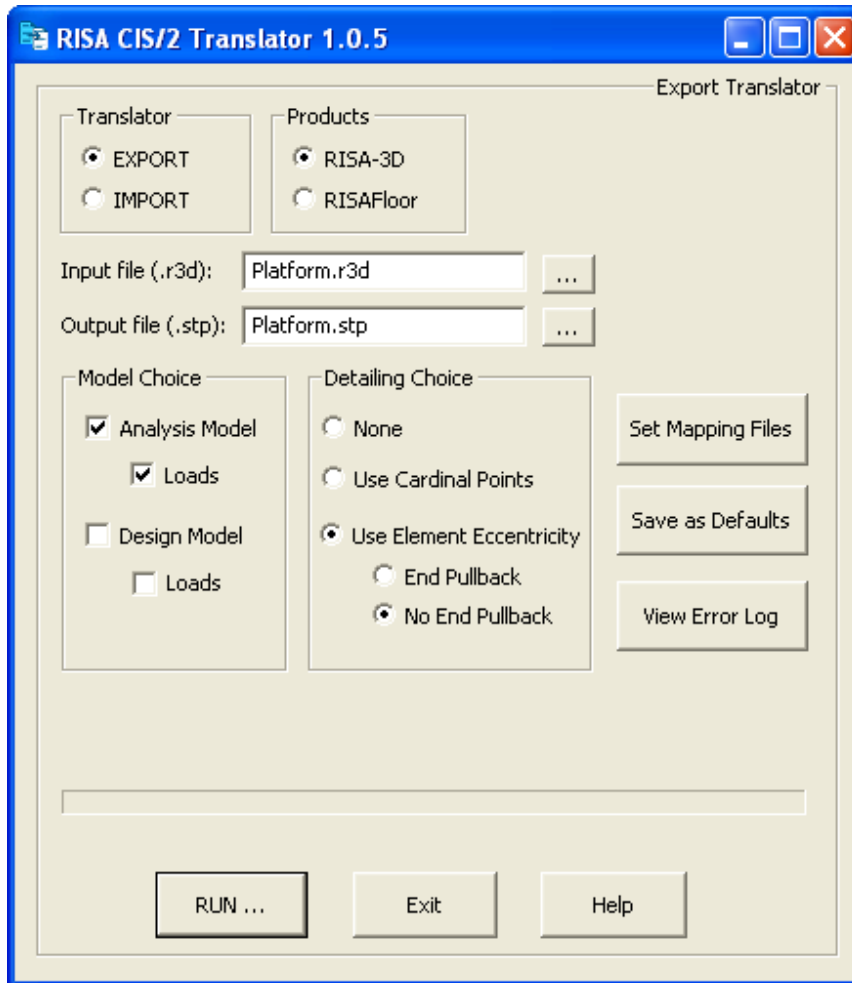 RISA CIS/2 Translator 1.0.5
Export Translator
Translator
EXPORT
IMPORT
Products
RISA-3D
RISAFloor
Input file (.r3d): Platform.r3d ...
Output file (.stp): Platform.stp ...
Model Choice
Analysis Model
Loads
Design Model
Loads
Detailing Choice
None
Use Cardinal Points
Use Element Eccentricity
End Pullback
No End Pullback
Set Mapping Files
Save as Defaults
View Error Log
RUN ... Exit Help